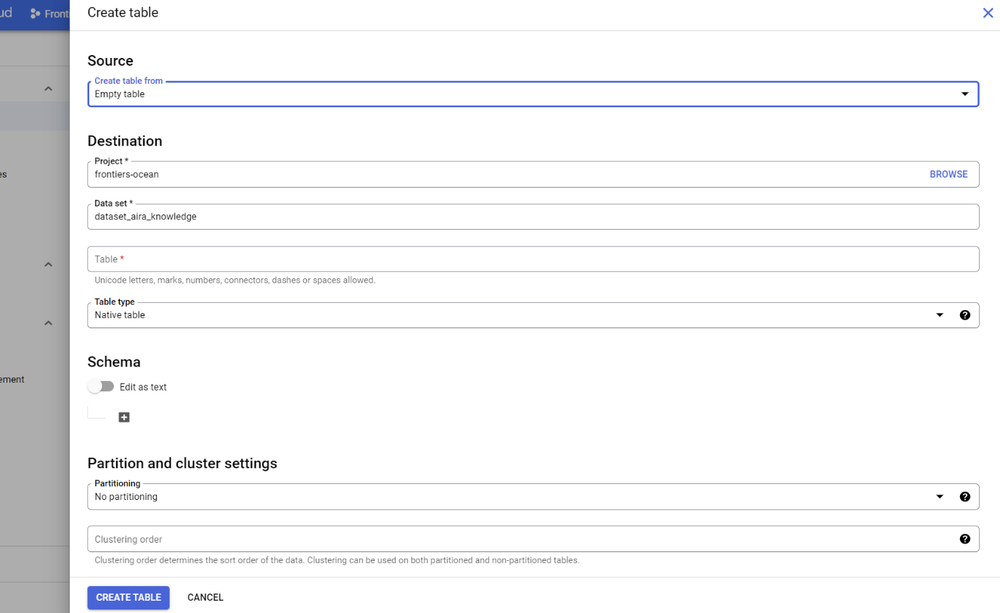 ud Fronti
Create table
Source
Create table from
Empty table
Destination
Project *
frontiers-ocean BROWSE
Data set *
dataset_aira_knowledge
Table *
Unicode letters, marks, numbers, connectors, dashes or spaces allowed.
Table type
Native table
es
Schema
Edit as text
ement
Partition and cluster settings
Partitioning
No partitioning
Clustering order
Clustering order determines the sort order of the data. Clustering can be used on both partitioned and non-partitioned tables.
CREATE TABLE CANCEL